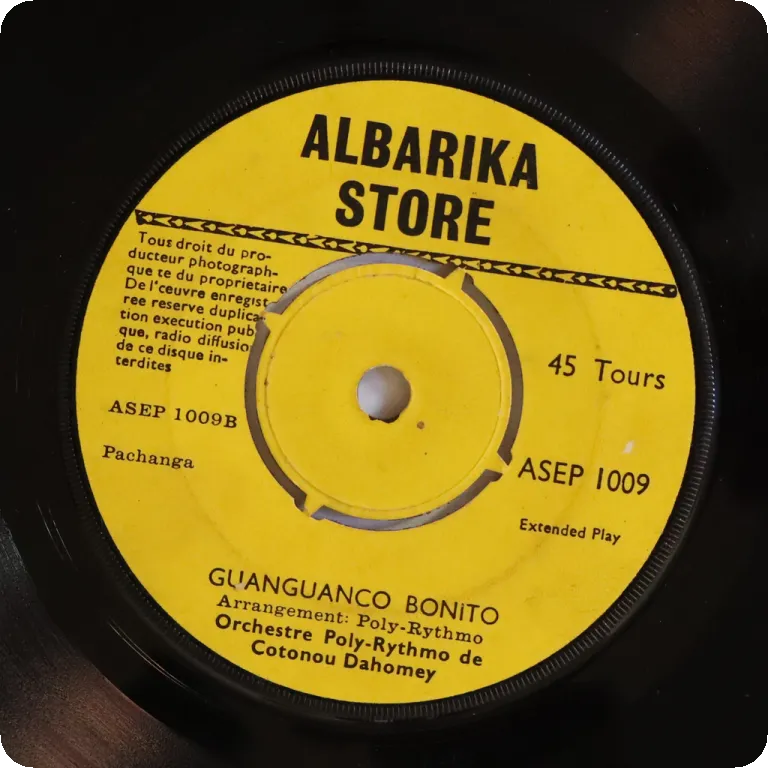 ALBARIKA
STORE
Tous droit du pro-
ducteur photograph-
que te du proprietaire
De l'œuvre enregist
ree reserve duplica-
tion execution pub
que, radio diffusion
de ce disque in-
terdites
45 Tours
ASEP 1009B
Pachanga
ASEP 1009
Extended Play
GUANGUANCO BONiTO
Arrangement: Poly-Rythmo
Orchestre Poly-Rythmo de
Cotonou Dahomey